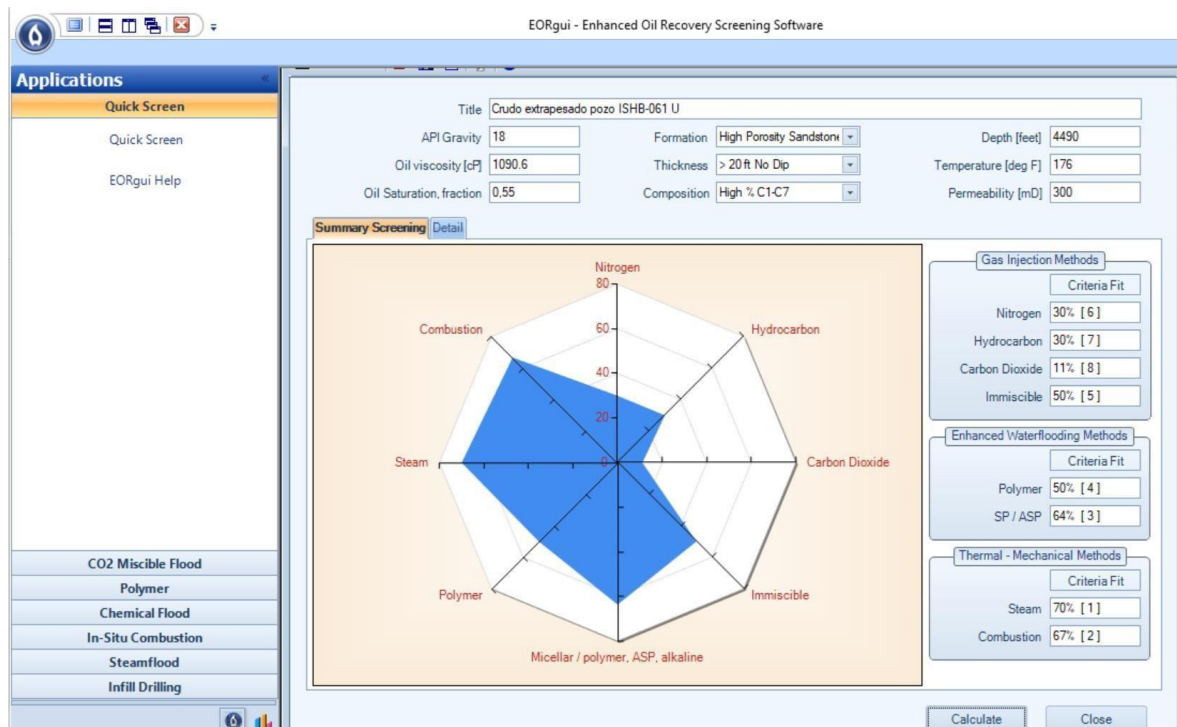 EORgui - Enhanced Oil Recovery Screening Software
Applications
Quick Screen
Quick Screen
EORgui Help
CO2 Miscible Flood
Polymer
Chemical Flood
In-Situ Combustion
Steamflood
Infill Drilling
Title Crudo extrapesado pozo ISHB-061 U
API Gravity 18 Formation High Porosity Sandstone Depth [feet] 4490
Oil viscosity [cP] 1090.6 Thickness > 20 ft No Dip Temperature [deg F] 176
Oil Saturation, fraction 0,55 Composition High % C1-C7 Permeability [mD] 300
Summary Screening Detail
Nitrogen
80
60
40
20
0
Hydrocarbon
Carbon Dioxide
Immiscible
Micellar / polymer, ASP, alkaline
Polymer
Steam
Combustion
Gas Injection Methods
Criteria Fit
Nitrogen 30% [ 6 ]
Hydrocarbon 30% [ 7 ]
Carbon Dioxide 11% [ 8 ]
Immiscible 50% [ 5 ]
Enhanced Waterflooding Methods
Criteria Fit
Polymer 50% [ 4 ]
SP / ASP 64% [ 3 ]
Thermal - Mechanical Methods
Criteria Fit
Steam 70% [ 1 ]
Combustion 67% [ 2 ]
Calculate Close